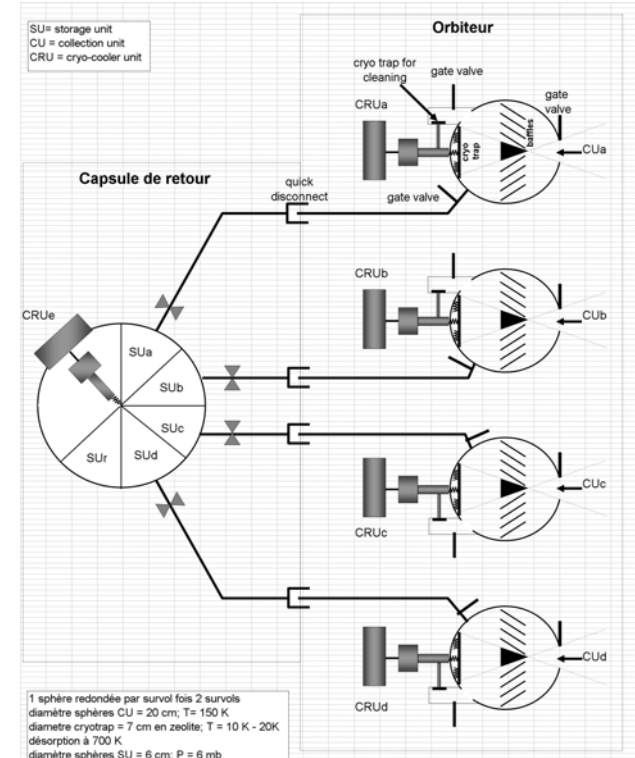 SU= storage unit
CU = collection unit
CRU = cryo-cooler unit
Orbiteur
cryo trap for
cleaning
gate valve
gate
valve
CRUa
cryo
trap
baffles
CUa
Capsule de retour
quick
disconnect
gate valve
CRUb
CUb
CRUe
SUa
SUb
SUc
SUd
SUr
CUc
CRUc
CUd
CRUd
1 sphère redondée par survol fois 2 survols
diamètre sphères CU = 20 cm; T= 150 K
diametre cryotrap = 7 cm en zeolite; T = 10 K - 20K
désorption à 700 K
diamètre sphères SU = 6 cm; P = 6 mb